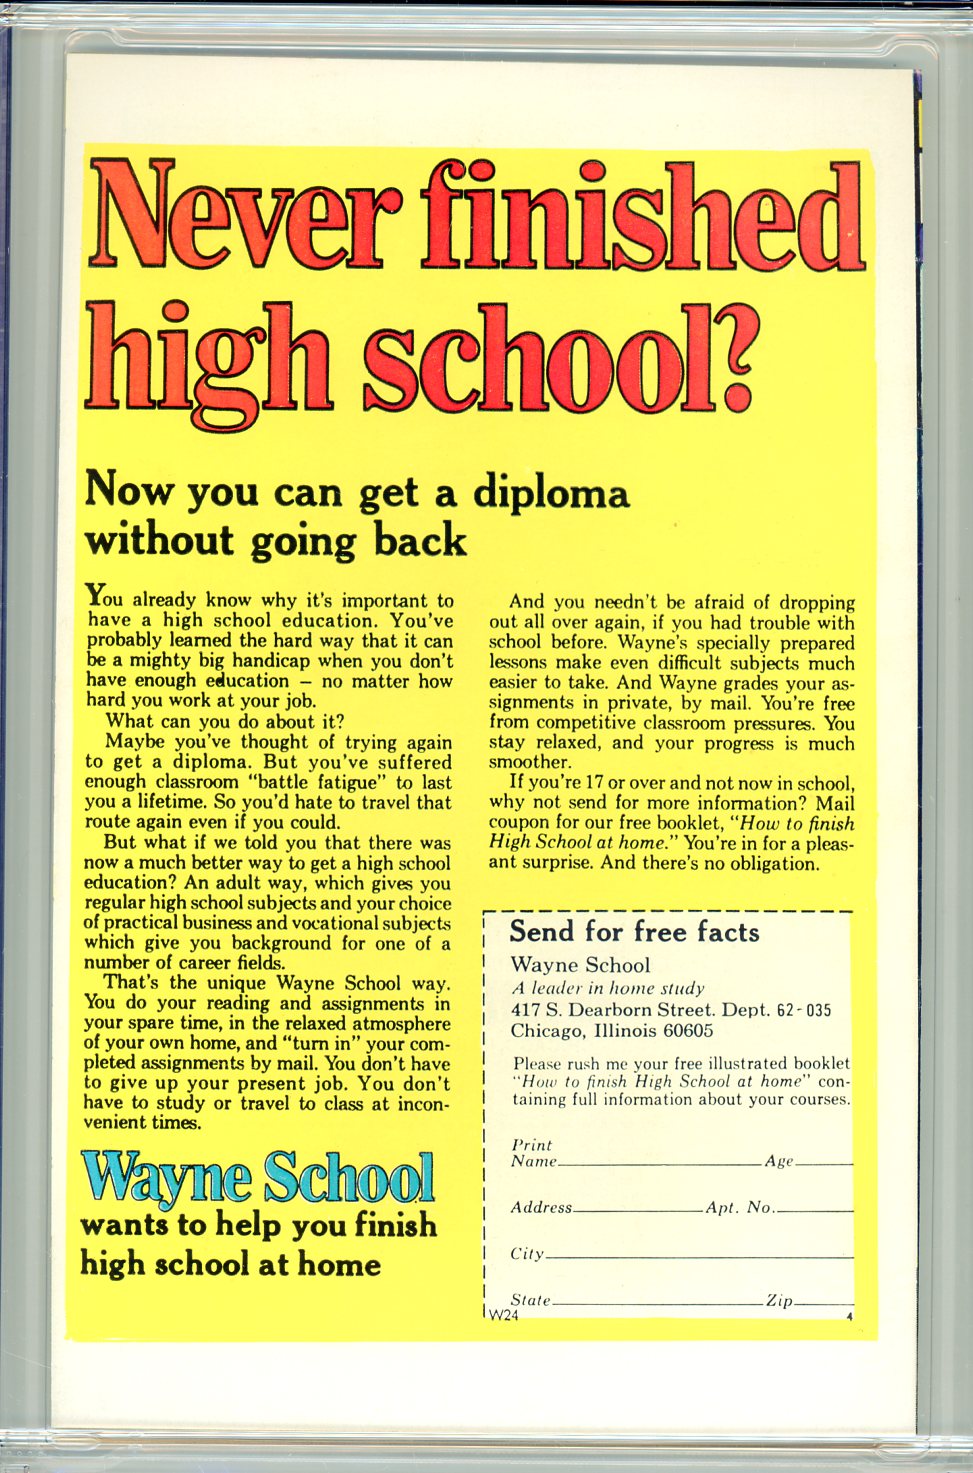 Never finished
high school?
Now you can get a diploma
without going back
You already know why it's important to
have a high school education. You've
probably learned the hard way that it can
be a mighty big handicap when you don't
have enough education – no matter how
hard you work at your job.
What can you do about it?
Maybe you've thought of trying again
to get a diploma. But you've suffered
enough classroom "battle fatigue" to last
you a lifetime. So you'd hate to travel that
route again even if you could.
But what if we told you that there was
now a much better way to get a high school
education? An adult way, which gives you
regular high school subjects and your choice
of practical business and vocational subjects
which give you background for one of a
number of career fields.
That's the unique Wayne School way.
You do your reading and assignments in
your spare time, in the relaxed atmosphere
of your own home, and "turn in" your com-
pleted assignments by mail. You don't have
to give up your present job. You don't
have to study or travel to class at incon-
venient times.
Wayne School
wants to help you finish
high school at home
And you needn't be afraid of dropping
out all over again, if you had trouble with
school before. Wayne's specially prepared
lessons make even difficult subjects much
easier to take. And Wayne grades your as-
signments in private, by mail. You're free
from competitive classroom pressures. You
stay relaxed, and your progress is much
smoother.
If you're 17 or over and not now in school,
why not send for more information? Mail
coupon for our free booklet, "How to finish
High School at home." You're in for a pleas-
ant surprise. And there's no obligation.
Send for free facts
Wayne School
A leader in home study
417 S. Dearborn Street. Dept. 62-035
Chicago, Illinois 60605
Please rush me your free illustrated booklet
"How to finish High School at home" con-
taining full information about your courses.
Print
Name Age
Address Apt. No.
City
State Zip
W24 4